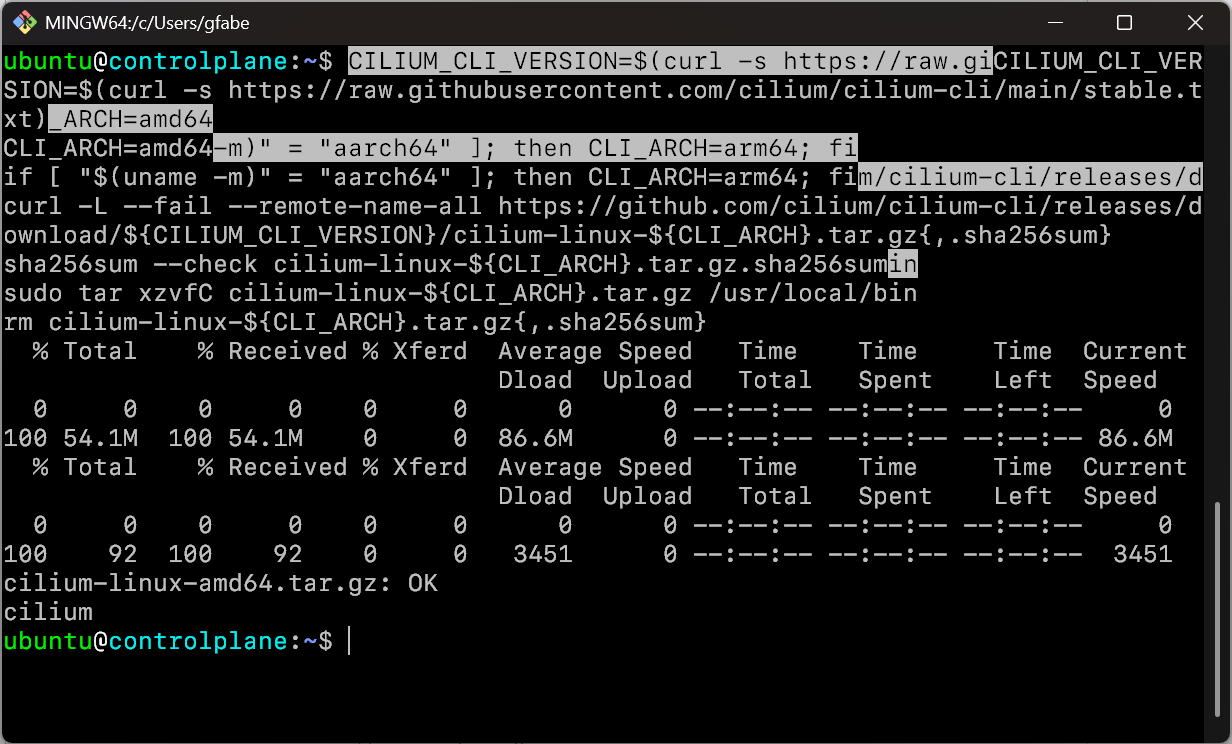 MINGW64:/c/Users/gfabe
ubuntu@controlplane:~$ CILIUM_CLI_VERSION=$(curl -s https://raw.giCILIUM_CLI_VER
SION=$(curl -s https://raw.githubusercontent.com/cilium/cilium-cli/main/stable.t
xt)_ARCH=amd64
CLI_ARCH=amd64-m)" = "aarch64" ]; then CLI_ARCH=arm64; fi
if [ "$(uname -m)" = "aarch64" ]; then CLI_ARCH=arm64; fim/cilium-cli/releases/d
curl -L --fail --remote-name-all https://github.com/cilium/cilium-cli/releases/d
ownload/${CILIUM_CLI_VERSION}/cilium-linux-${CLI_ARCH}.tar.gz{,.sha256sum}
sha256sum --check cilium-linux-${CLI_ARCH}.tar.gz.sha256sumin
sudo tar xzvfC cilium-linux-${CLI_ARCH}.tar.gz /usr/local/bin
rm cilium-linux-${CLI_ARCH}.tar.gz{,.sha256sum}
  % Total    % Received % Xferd  Average Speed   Time    Time     Time  Current
                                 Dload  Upload   Total   Spent    Left  Speed
  0     0    0     0    0     0      0      0 --:--:-- --:--:-- --:--:--     0
100 54.1M  100 54.1M    0     0  86.6M      0 --:--:-- --:--:-- --:--:-- 86.6M
  % Total    % Received % Xferd  Average Speed   Time    Time     Time  Current
                                 Dload  Upload   Total   Spent    Left  Speed
  0     0    0     0    0     0      0      0 --:--:-- --:--:-- --:--:--     0
100    92  100    92    0     0   3451      0 --:--:-- --:--:-- --:--:--  3451
cilium-linux-amd64.tar.gz: OK
cilium
ubuntu@controlplane:~$